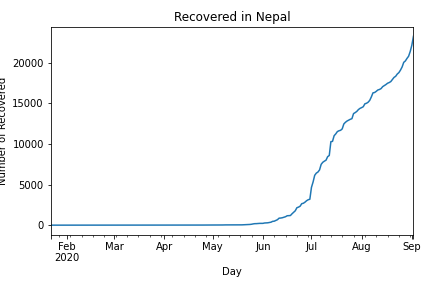 Recovered in Nepal
Number of Recovered
20000
15000
10000
5000
0
Feb Mar Apr May Jun Jul Aug Sep
2020
Day